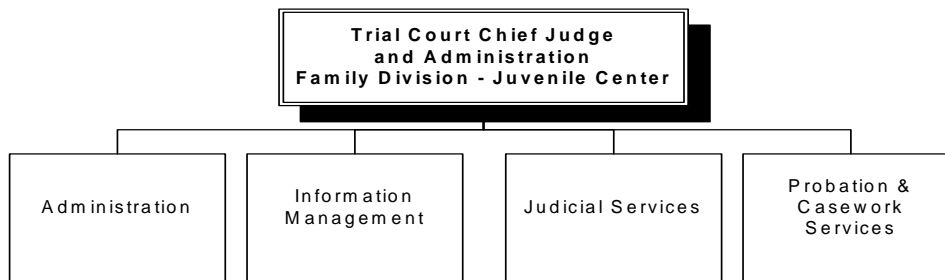 Trial Court Chief Judge
and Administration
Family Division - Juvenile Center
Administration
Information
Management
Judicial Services
Probation &
Casework
Services